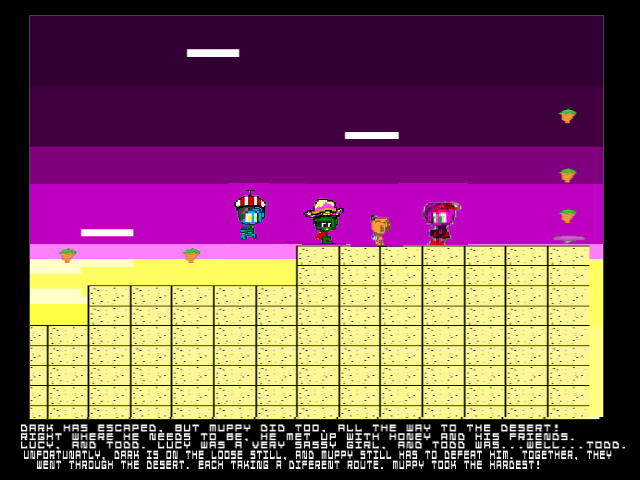 DARK HAS ESCAPED. BUT MUPPY DID TOO. ALL THE WAY TO THE DESERT!
RIGHT WHERE HE NEEDS TO BE. HE MET UP WITH HONEY AND HIS FRIENDS.
LUCY, AND TODD. LUCY WAS A VERY SASSY GIRL, AND TODD WAS...WELL...TODD.
UNFORTUNATLY, DARK IS ON THE LOOSE STILL, AND MUPPY STILL HAS TO DEFEAT HIM. TOGETHER, THEY
WENT THROUGH THE DESERT. EACH TAKING A DIFERENT ROUTE. MUPPY TOOK THE HARDEST!